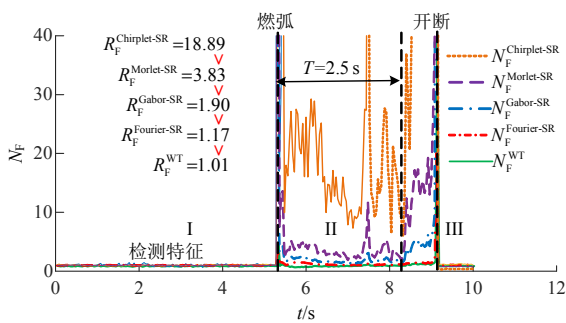 燃弧 开断
R_F^Chirplet-SR=18.89
R_F^Morlet-SR=3.83
R_F^Gabor-SR=1.90
R_F^Fourier-SR=1.17
R_F^WT=1.01
T=2.5 s
N_F^Chirplet-SR
N_F^Morlet-SR
N_F^Gabor-SR
N_F^Fourier-SR
N_F^WT
N_F
40
30
20
10
0
I II III
检测特征
0 2 4 6 8 10 12
t/s